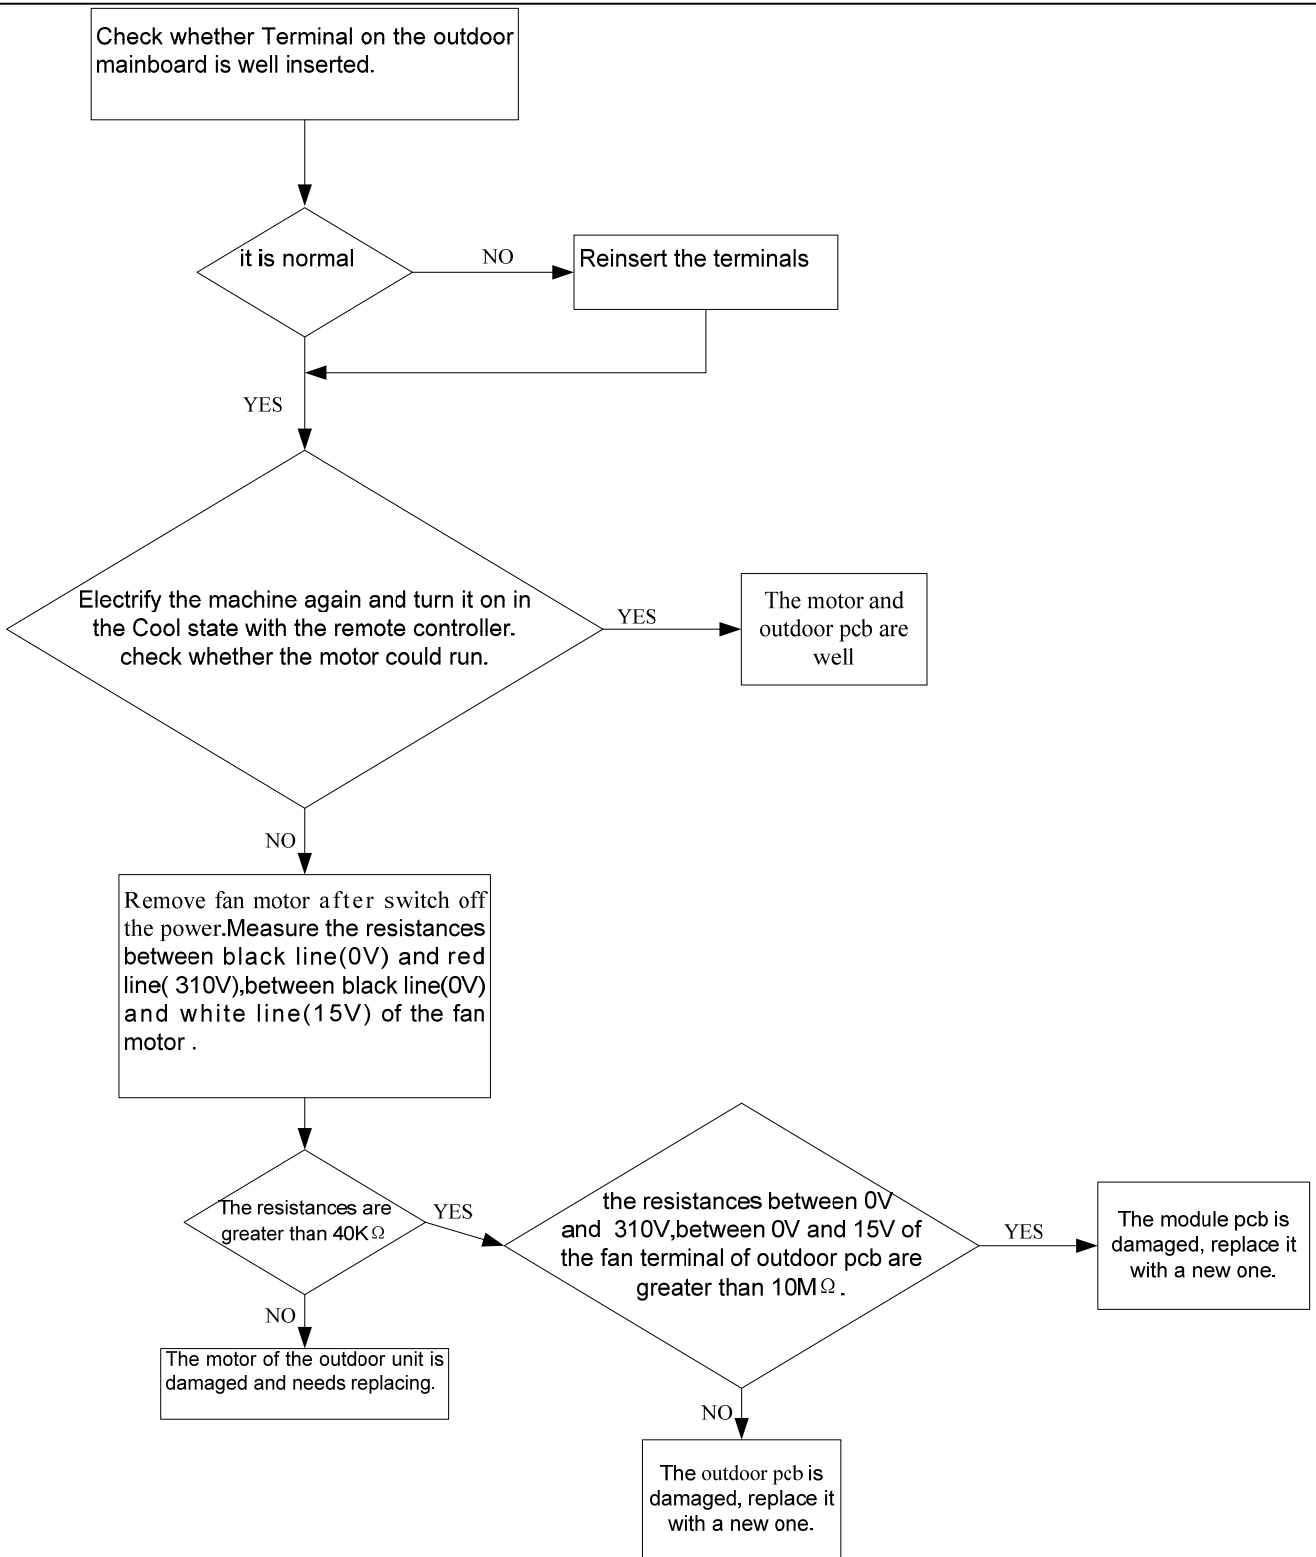 Check whether Terminal on the outdoor
mainboard is well inserted.
it is normal
NO
Reinsert the terminals
YES
Electrify the machine again and turn it on in
the Cool state with the remote controller.
check whether the motor could run.
YES
The motor and
outdoor pcb are
well
NO
Remove fan motor after switch off
the power.Measure the resistances
between black line(0V) and red
line( 310V),between black line(0V)
and white line(15V) of the fan
motor .
The resistances are
greater than 40KΩ
YES
the resistances between 0V
and 310V,between 0V and 15V of
the fan terminal of outdoor pcb are
greater than 10MΩ.
YES
The module pcb is
damaged, replace it
with a new one.
NO
The motor of the outdoor unit is
damaged and needs replacing.
NO
The outdoor pcb is
damaged, replace it
with a new one.